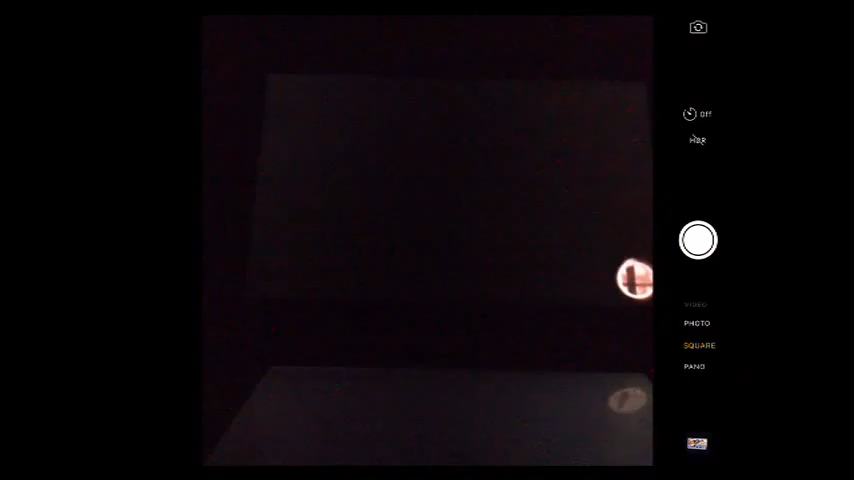 Off
HDR
VIDEO
PHOTO
SQUARE
PANO